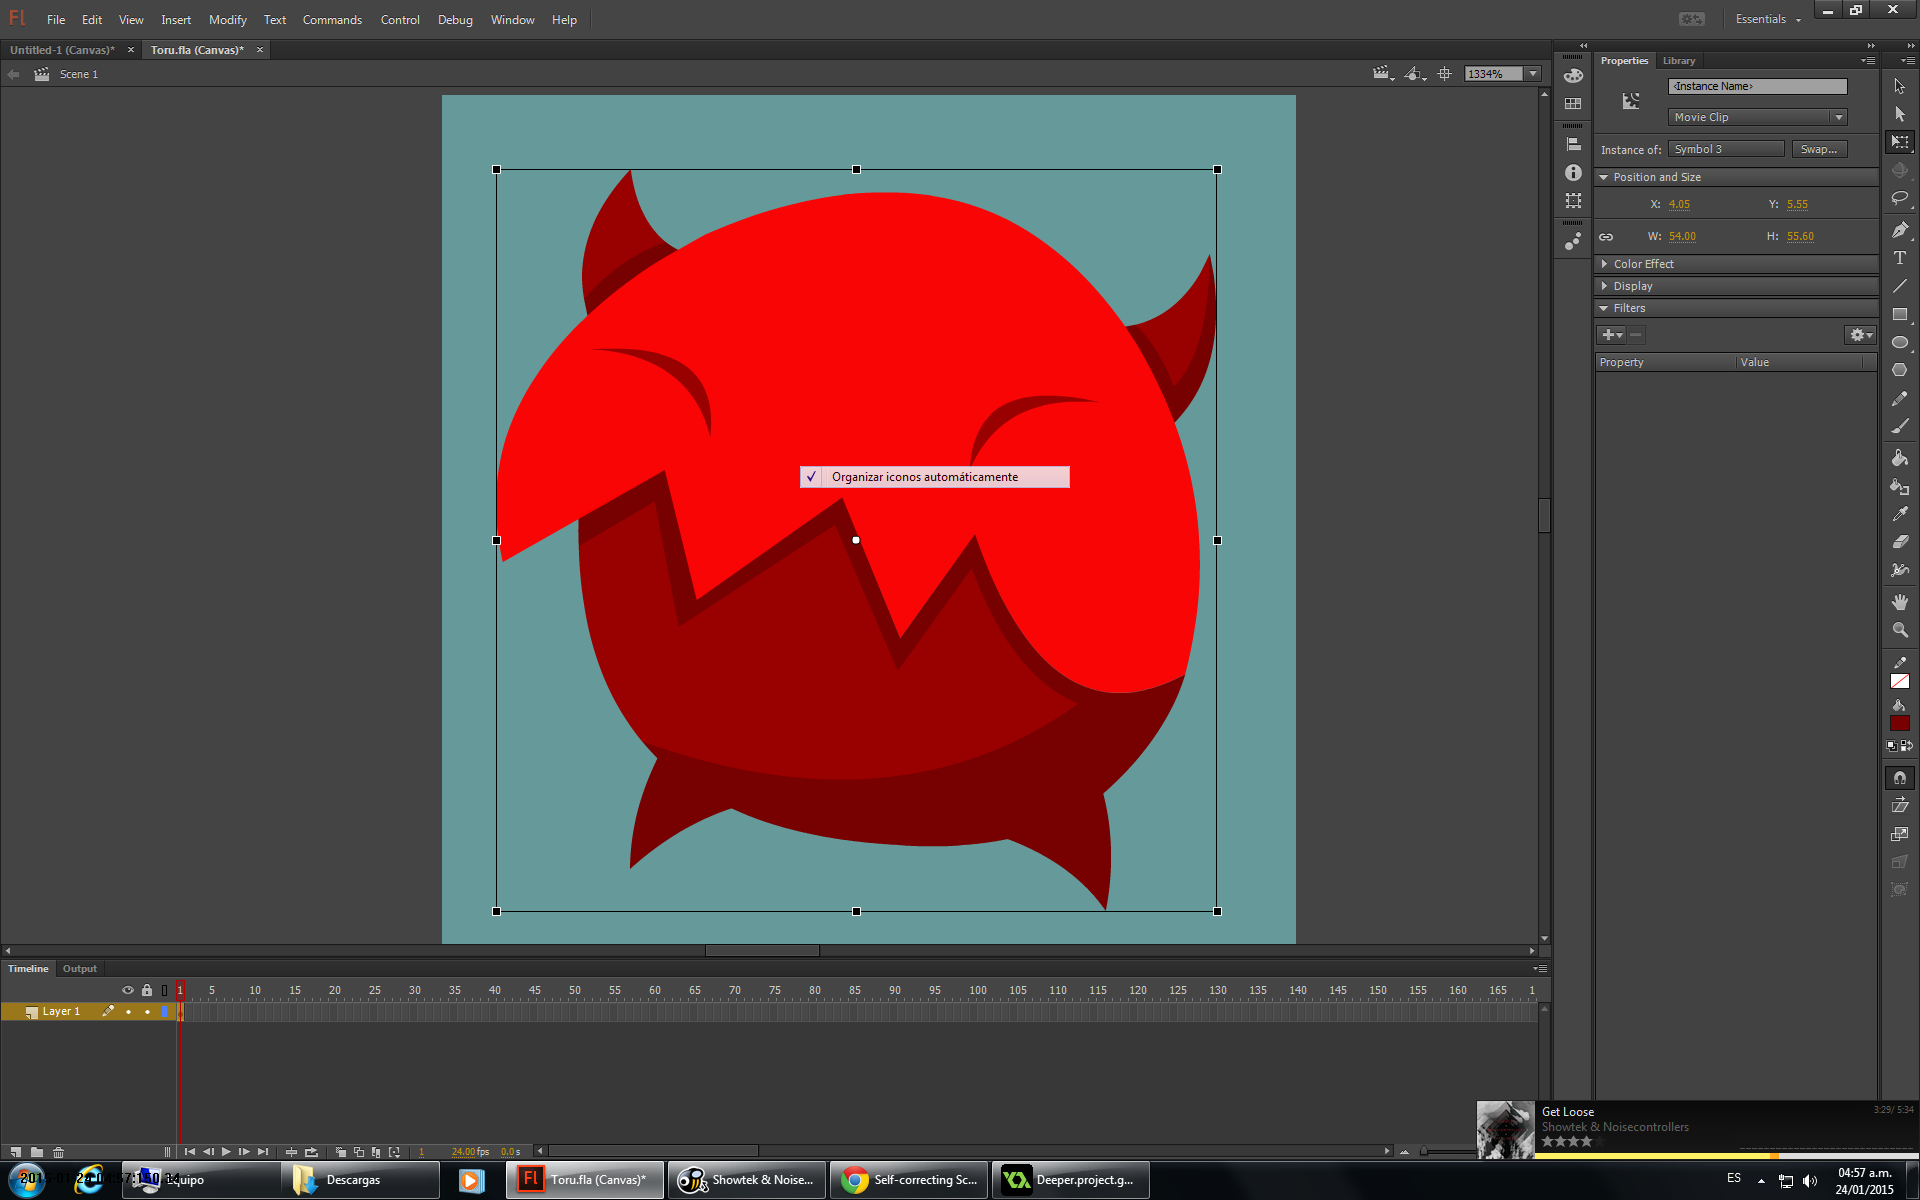 Fl File Edit View Insert Modify Text Commands Control Debug Window Help Essentials
Untitled-1 (Canvas)* × Toru.fla (Canvas)* ×
Scene 1
1334%
Properties Library
<Instance Name>
Movie Clip
Instance of: Symbol 3 Swap...
Position and Size
X: 4.05 Y: 5.55
W: 54.00 H: 55.60
Color Effect
Display
Filters
Property Value
✓ Organizar iconos automáticamente
Timeline Output
1 5 10 15 20 25 30 35 40 45 50 55 60 65 70 75 80 85 90 95 100 105 110 115 120 125 130 135 140 145 150 155 160 165 1
Layer 1
1 24.00 fps 0.0 s
Get Loose 3:29/ 5:34
Showtek & Noisecontrollers
Equipo
Descargas
Fl Toru.fla (Canvas)*
Showtek & Noise...
Self-correcting Sc...
Deeper.project.g...
ES
04:57 a.m.
24/01/2015